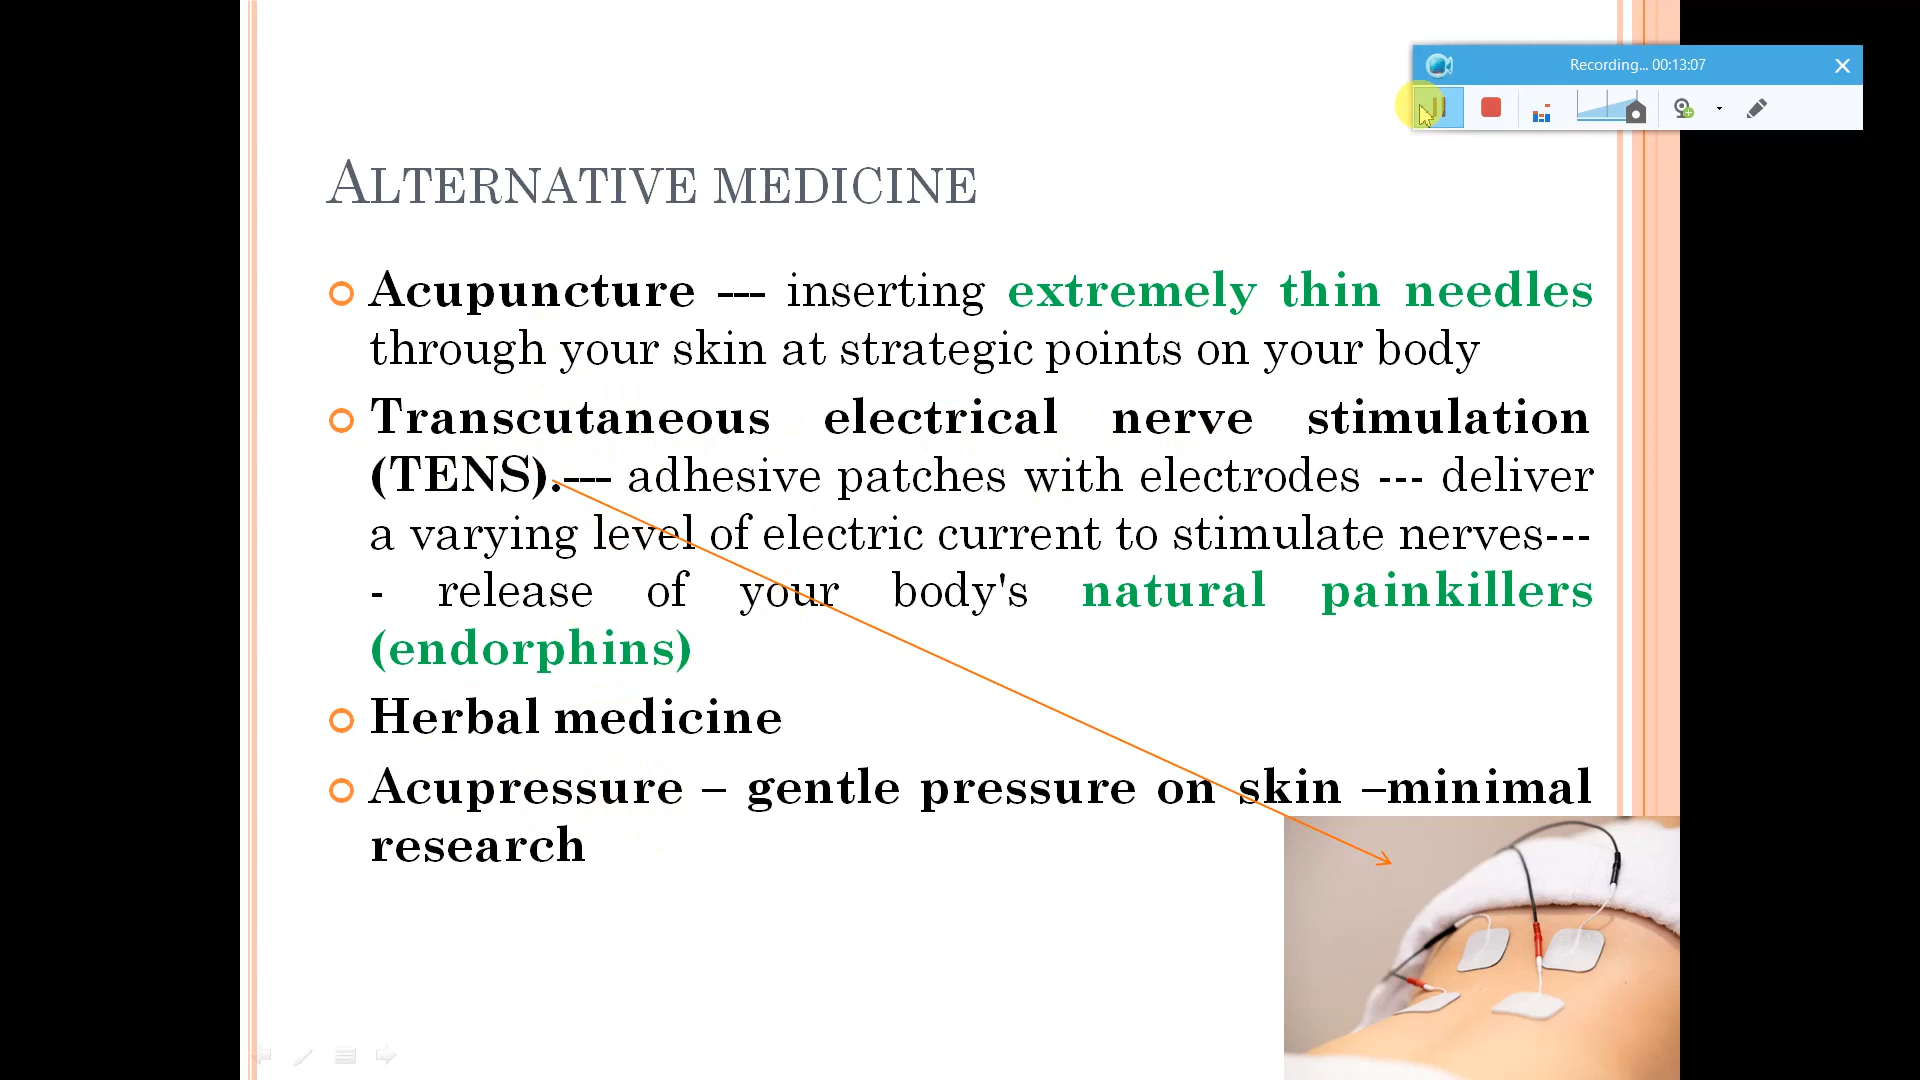 Recording... 00:13:07
ALTERNATIVE MEDICINE
Acupuncture --- inserting extremely thin needles
through your skin at strategic points on your body
Transcutaneous electrical nerve stimulation
(TENS).--- adhesive patches with electrodes --- deliver
a varying level of electric current to stimulate nerves---
- release of your body's natural painkillers
(endorphins)
Herbal medicine
Acupressure – gentle pressure on skin –minimal
research